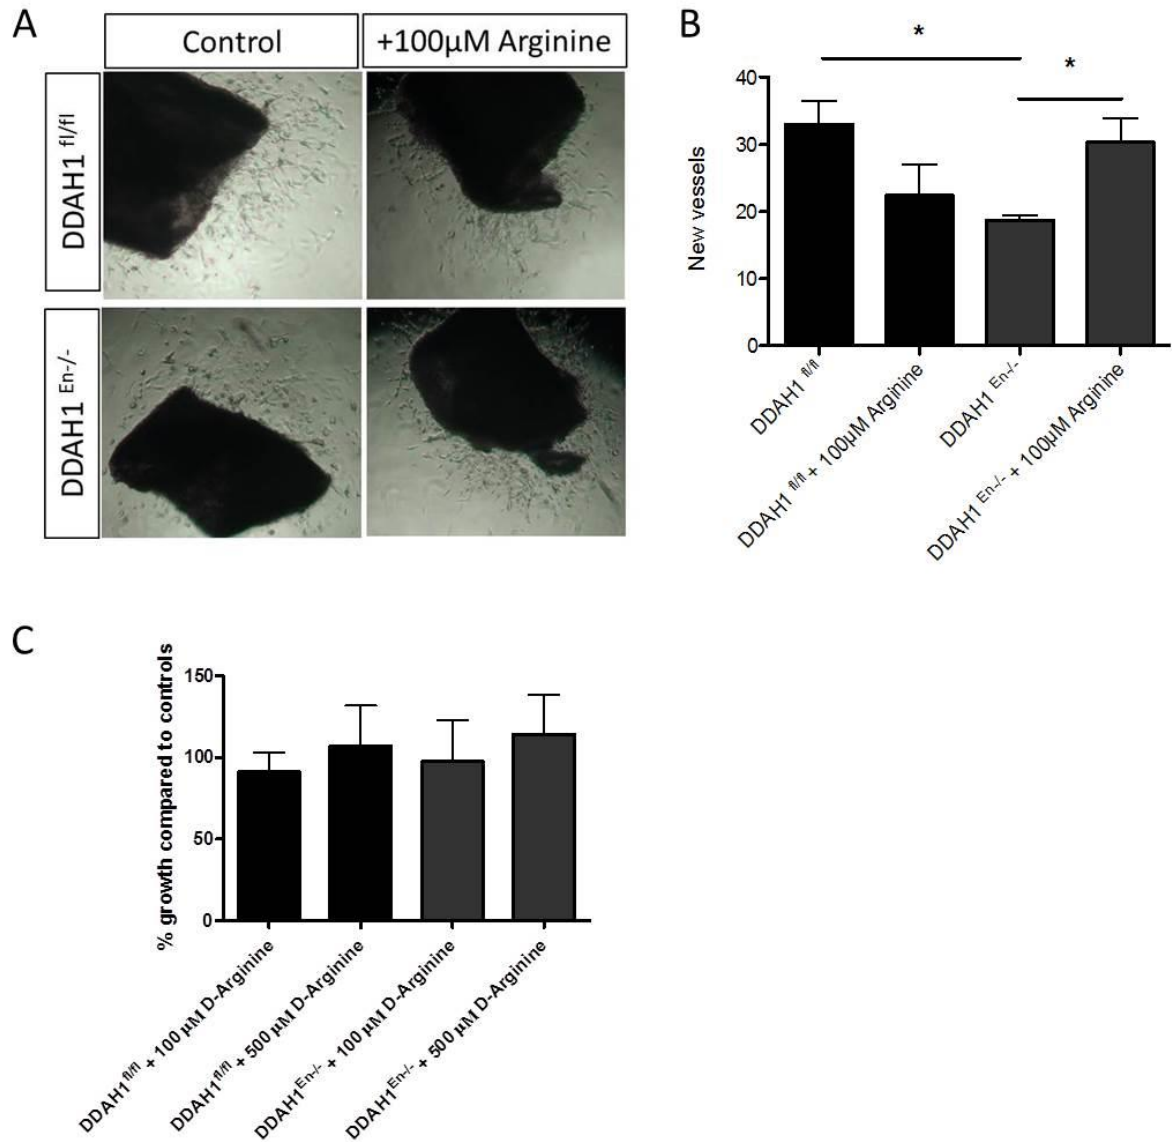 A
Control
+100µM Arginine
DDAH1 fl/fl
DDAH1 En-/-
B
*
*
New vessels
40
30
20
10
0
DDAH1 fl/fl
DDAH1 fl/fl + 100µM Arginine
DDAH1 En-/-
DDAH1 En-/- + 100µM Arginine
C
% growth compared to controls
150
100
50
0
DDAH1fl/fl + 100 µM D-Arginine
DDAH1fl/fl + 500 µM D-Arginine
DDAH1En-/- + 100 µM D-Arginine
DDAH1En-/- + 500 µM D-Arginine